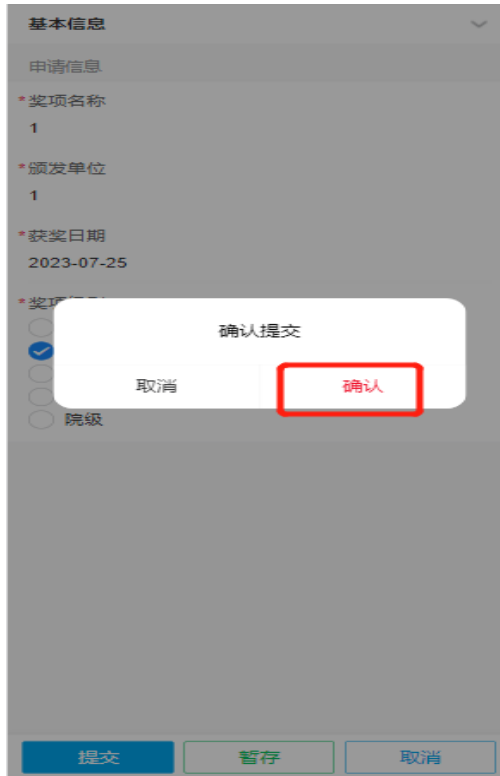 基本信息
申请信息
*奖项名称
1
*颁发单位
1
*获奖日期
2023-07-25
确认提交
取消 确认
院级
提交 暂存 取消